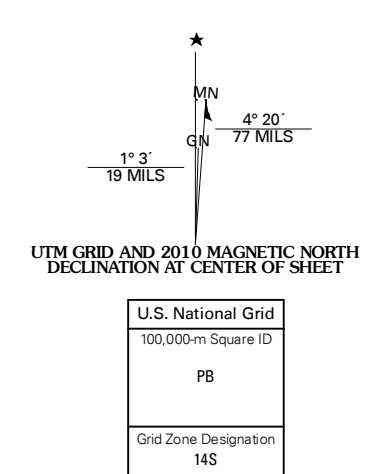 ★
MN
4° 20´
77 MILS
GN
1° 3´
19 MILS
UTM GRID AND 2010 MAGNETIC NORTH
DECLINATION AT CENTER OF SHEET
U.S. National Grid
100,000-m Square ID
PB
Grid Zone Designation
14S